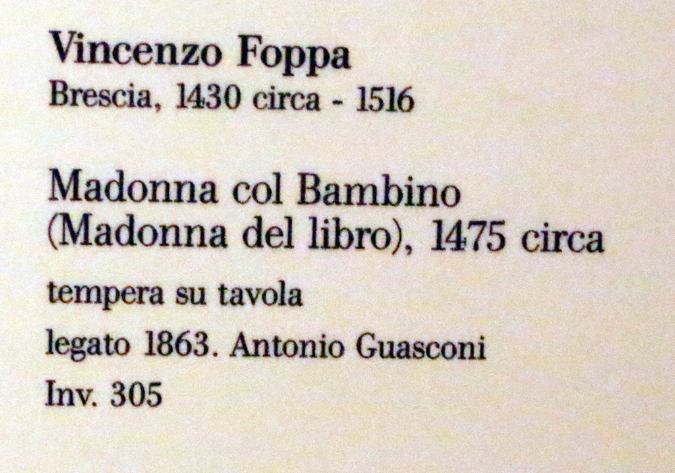 Vincenzo Foppa
Brescia, 1430 circa - 1516
Madonna col Bambino
(Madonna del libro), 1475 circa
tempera su tavola
legato 1863. Antonio Guasconi
Inv. 305